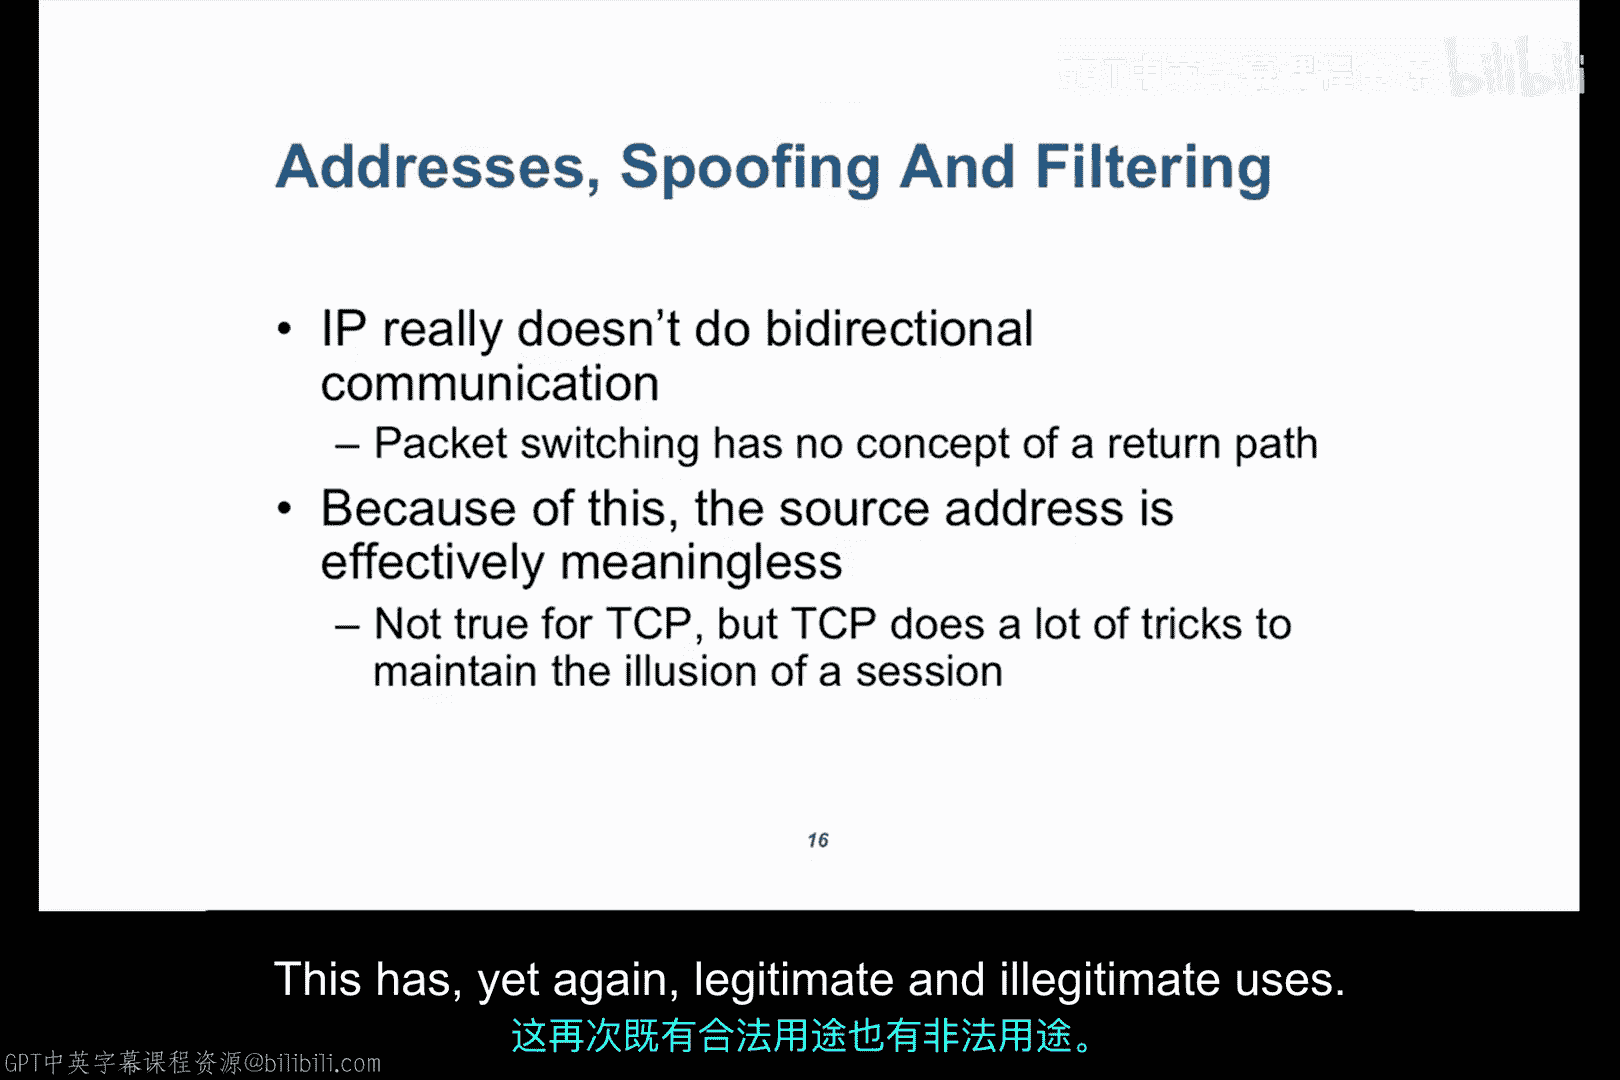 bilibili
Addresses, Spoofing And Filtering
• IP really doesn’t do bidirectional
communication
– Packet switching has no concept of a return path
• Because of this, the source address is
effectively meaningless
– Not true for TCP, but TCP does a lot of tricks to
maintain the illusion of a session
16
This has, yet again, legitimate and illegitimate uses.
这再次既有合法用途也有非法用途。
GPT中英字幕课程资源@bilibili.com